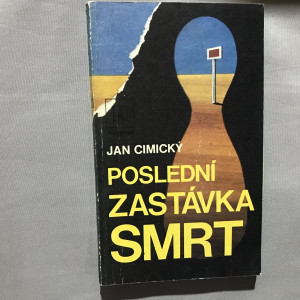 JAN CIMICKÝ
POSLEDNÍ
ZASTÁVKA
SMRT